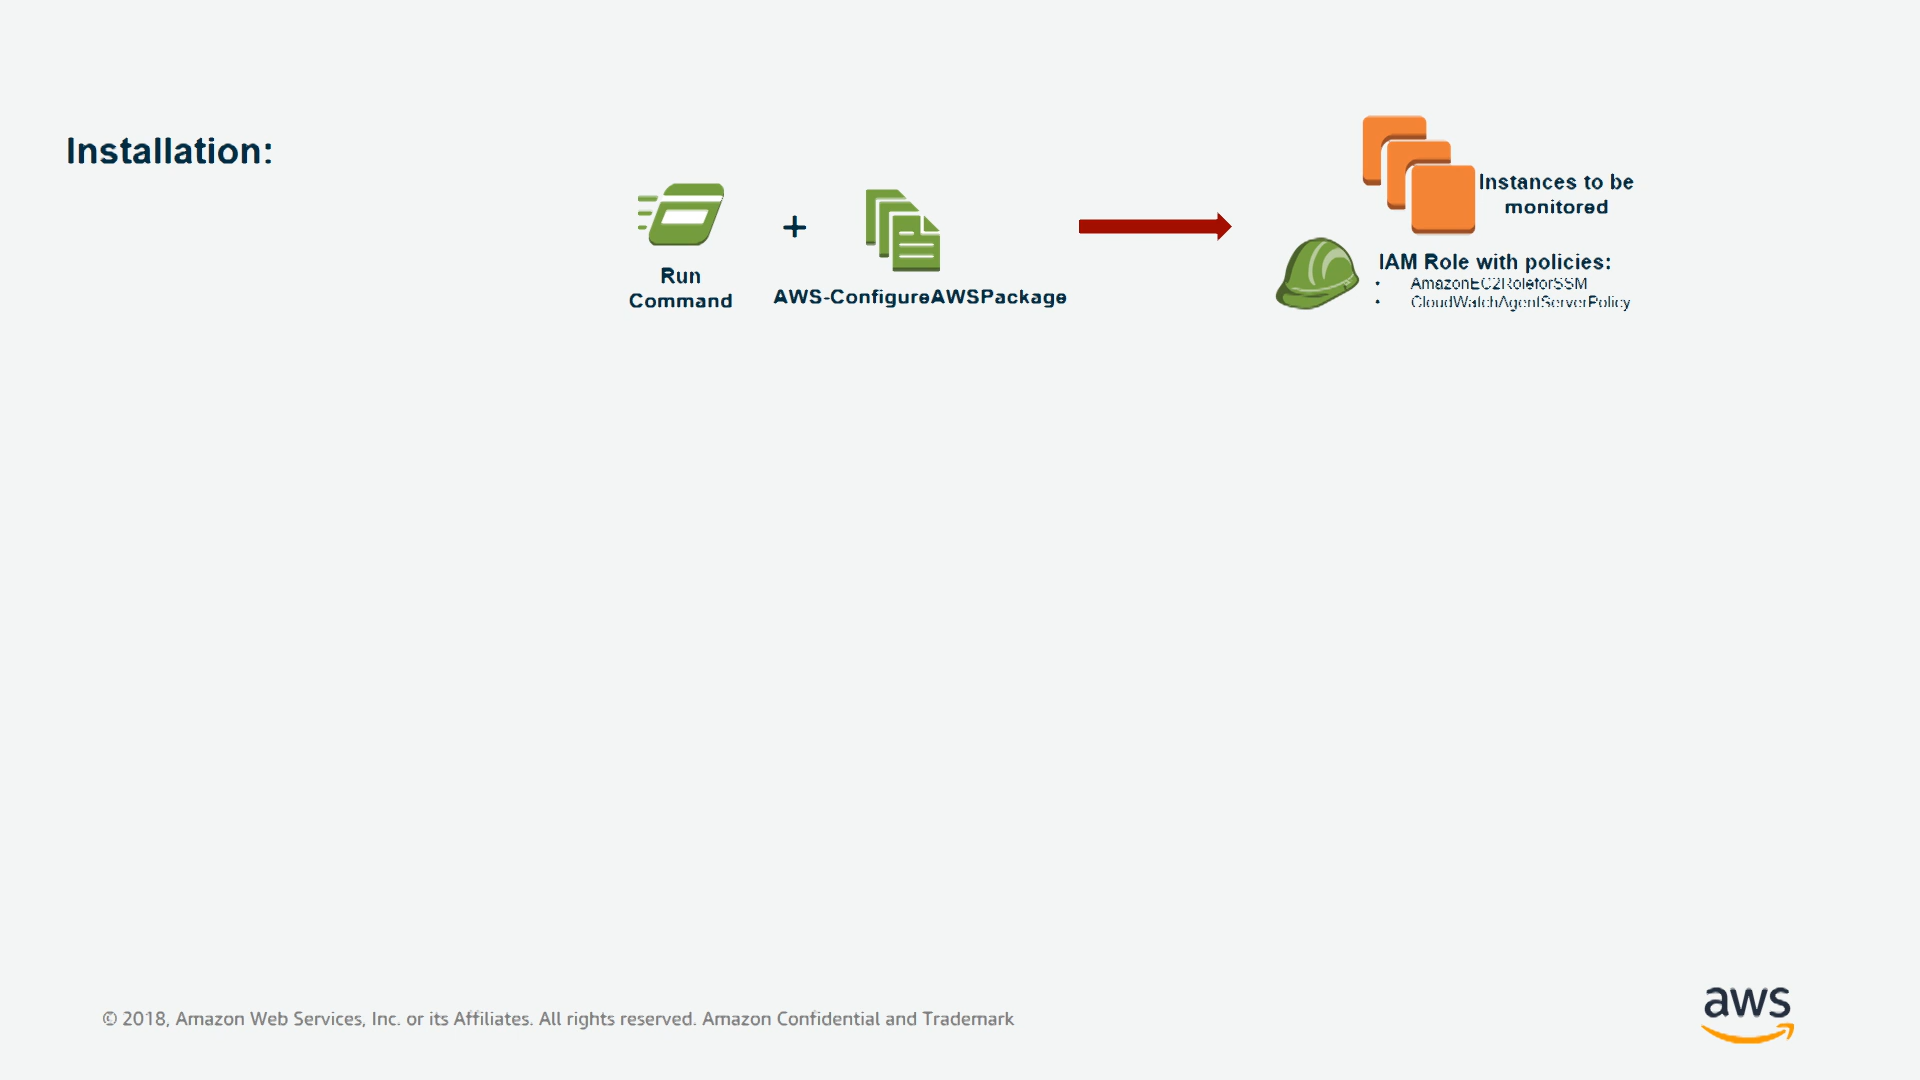 Installation:
Instances to be
monitored
+
Run
Command
AWS-ConfigureAWSPackage
IAM Role with policies:
• AmazonEC2RoleforSSM
• CloudWatchAgentServerPolicy
© 2018, Amazon Web Services, Inc. or its Affiliates. All rights reserved. Amazon Confidential and Trademark
aws